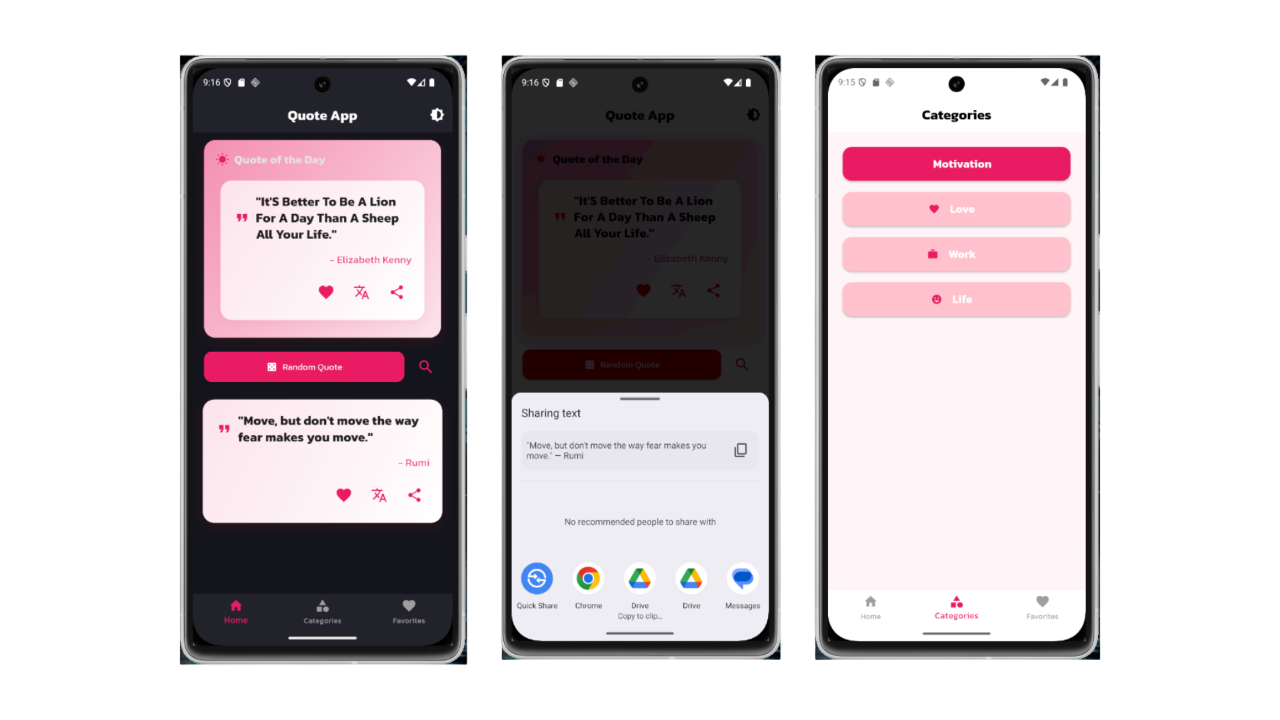 9:16
Quote App
Quote of the Day
"It'S Better To Be A Lion
For A Day Than A Sheep
All Your Life."
- Elizabeth Kenny
Random Quote
"Move, but don't move the way
fear makes you move."
- Rumi
Home
Categories
Favorites
9:16
Quote App
Quote of the Day
"It'S Better To Be A Lion
For A Day Than A Sheep
All Your Life."
- Elizabeth Kenny
Random Quote
Sharing text
"Move, but don't move the way fear makes you
move." — Rumi
No recommended people to share with
Quick Share
Chrome
Drive
Copy to clip...
Drive
Messages
9:15
Categories
Motivation
Love
Work
Life
Home
Categories
Favorites